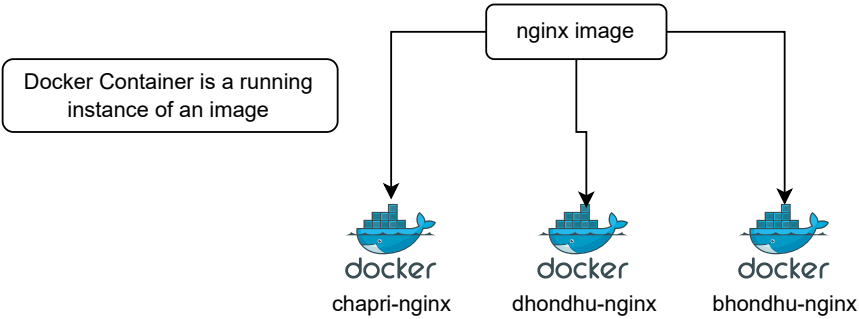 nginx image
Docker Container is a running
instance of an image
docker
docker
docker
chapri-nginx
dhondhu-nginx
bhondhu-nginx